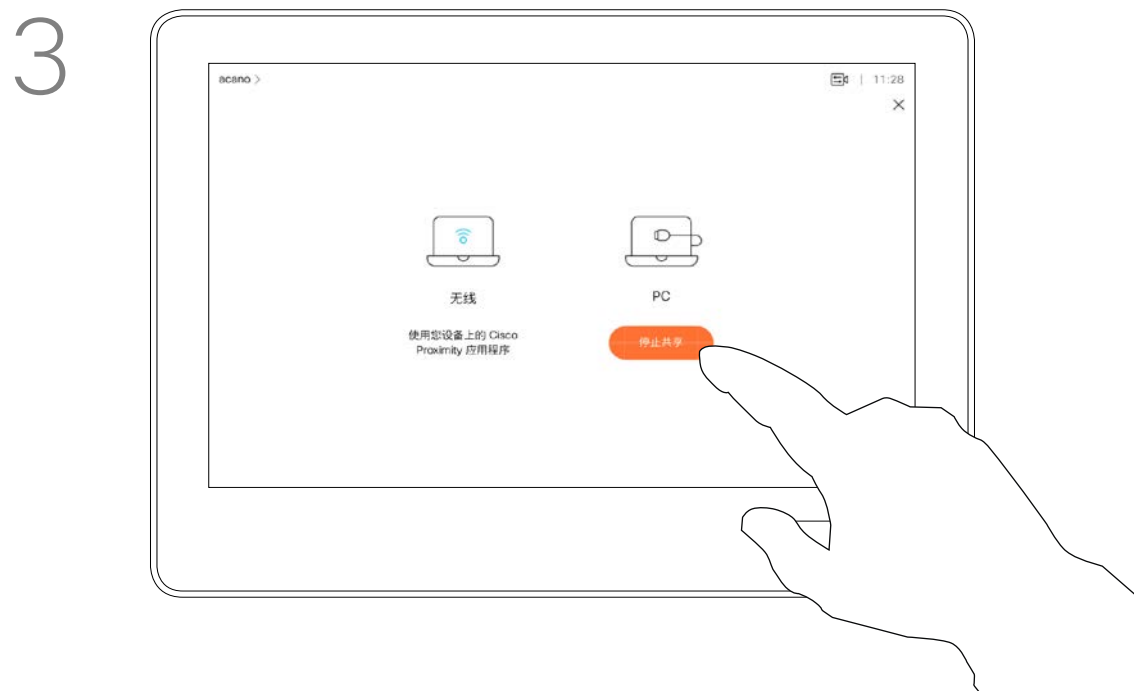 3
acano >
| 11:28
无线
PC
使用您设备上的 Cisco
Proximity 应用程序
停止共享